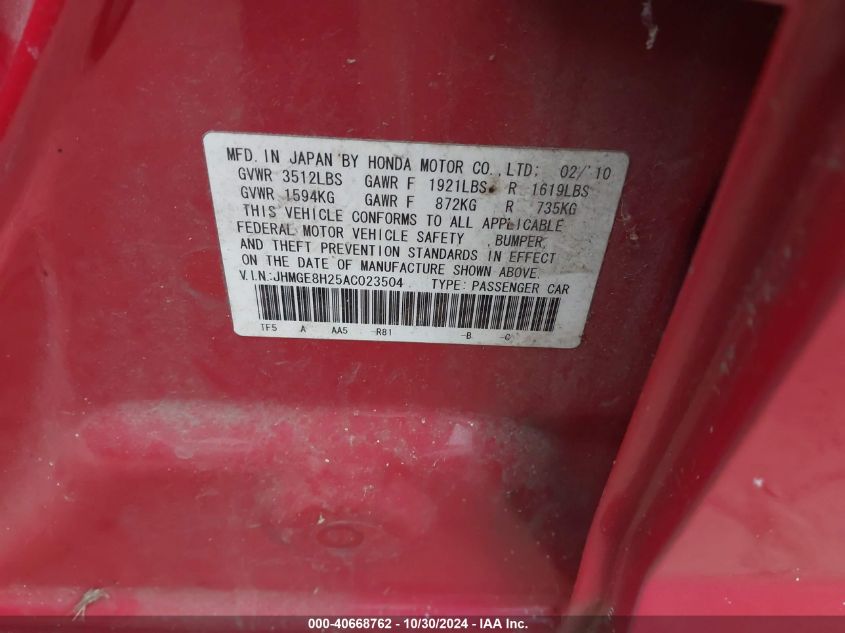 MFD. IN JAPAN BY HONDA MOTOR CO., LTD: 02/'10
GVWR 3512LBS GAWR F 1921LBS R 1619LBS
GVWR 1594KG GAWR F 872KG R 735KG
THIS VEHICLE CONFORMS TO ALL APPLICABLE
FEDERAL MOTOR VEHICLE SAFETY , BUMPER,
AND THEFT PREVENTION STANDARDS IN EFFECT
ON THE DATE OF MANUFACTURE SHOWN ABOVE.
V.I.N:JHMGE8H25AC023504 TYPE: PASSENGER CAR
TF5 A AA5 -R81 -B -C
000-40668762 - 10/30/2024 - IAA Inc.